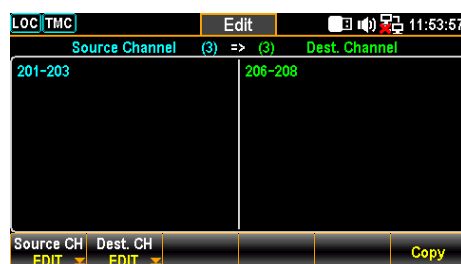 LOC TMC Edit 11:53:57
Source Channel (3) => (3) Dest. Channel
201-203 206-208
Source CH Dest. CH
EDIT EDIT Copy